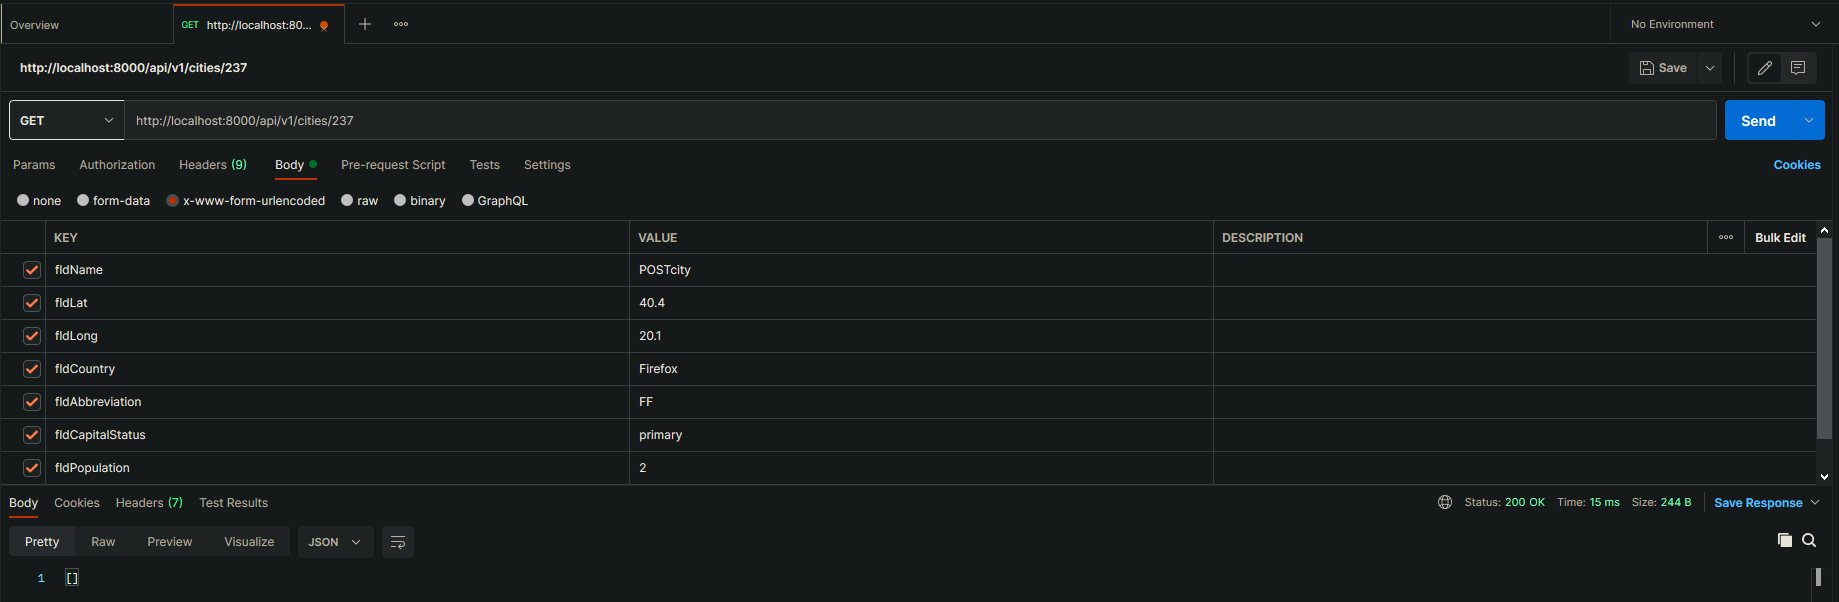 Overview
GET http://localhost:80...
No Environment
http://localhost:8000/api/v1/cities/237
Save
GET
http://localhost:8000/api/v1/cities/237
Send
Params Authorization Headers (9) Body Pre-request Script Tests Settings Cookies
none form-data x-www-form-urlencoded raw binary GraphQL
KEY VALUE DESCRIPTION Bulk Edit
fldName POSTcity
fldLat 40.4
fldLong 20.1
fldCountry Firefox
fldAbbreviation FF
fldCapitalStatus primary
fldPopulation 2
Body Cookies Headers (7) Test Results Status: 200 OK Time: 15 ms Size: 244 B Save Response
Pretty Raw Preview Visualize JSON
1 []